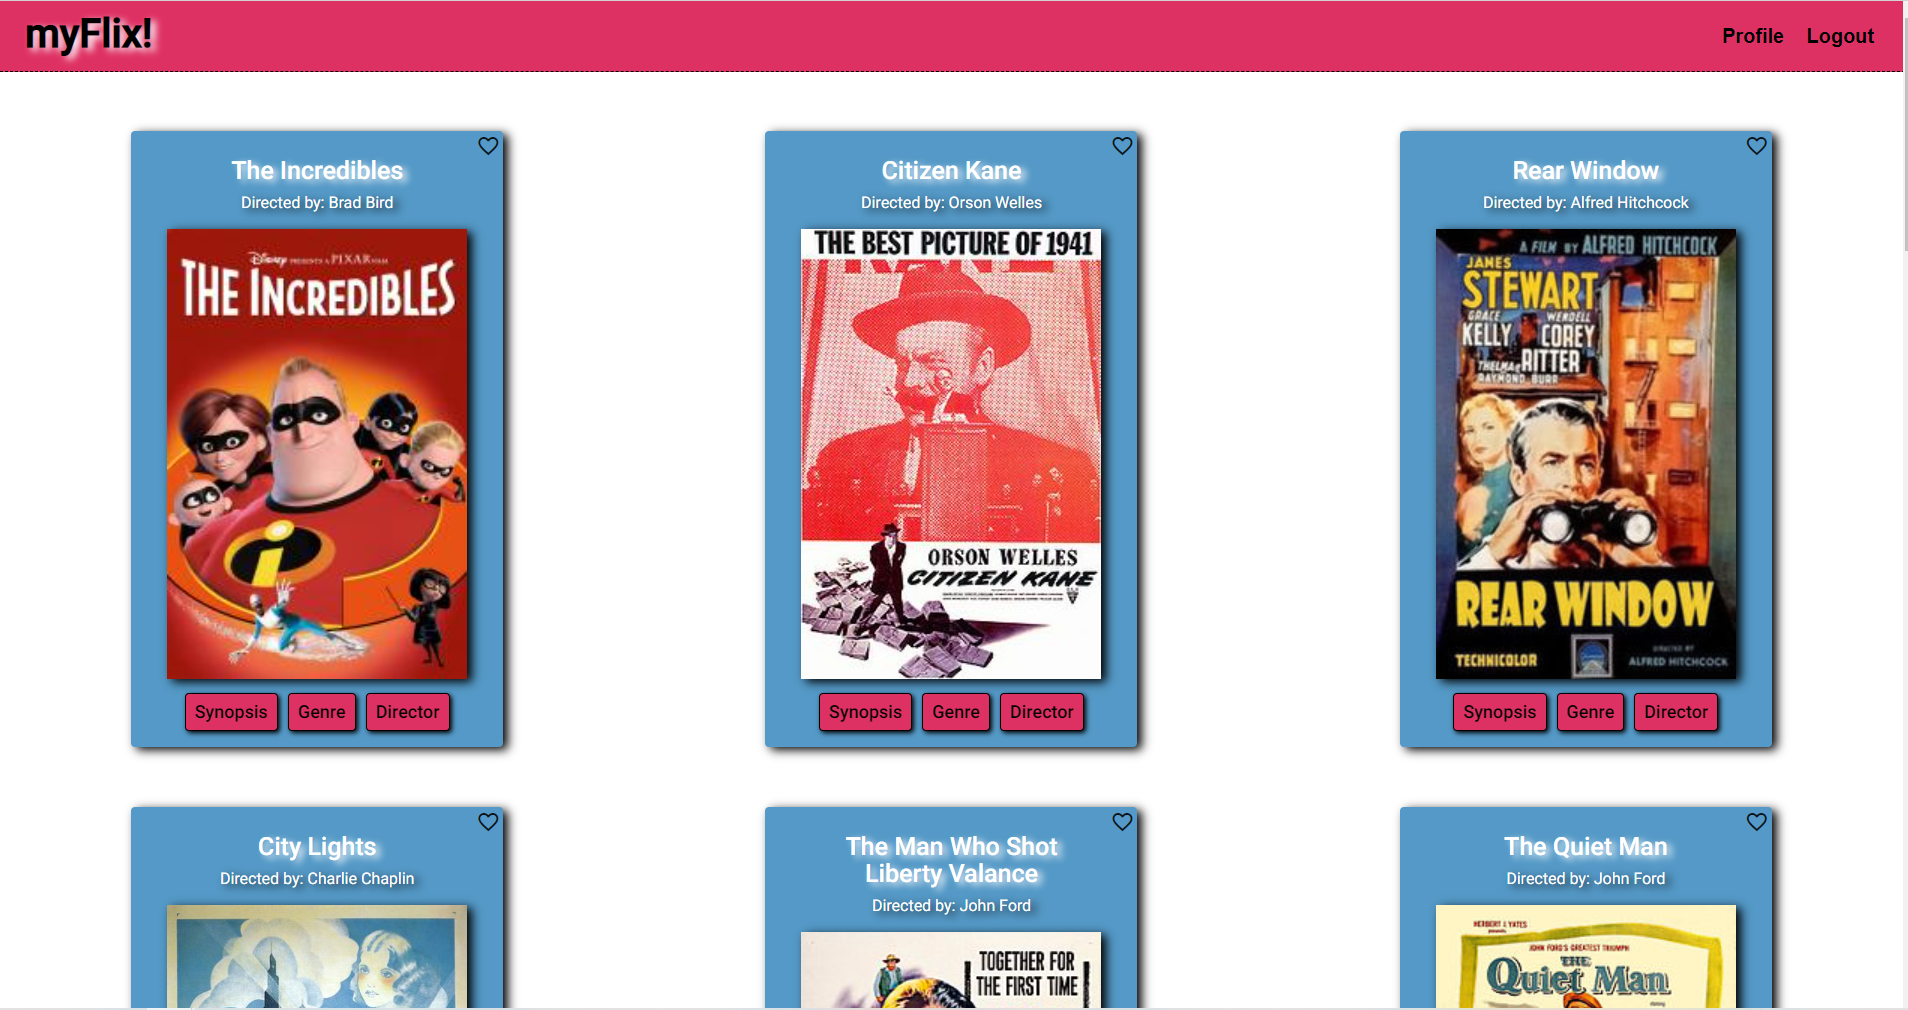 myFlix!
Profile Logout
The Incredibles
Directed by: Brad Bird
DISNEY PRESENTS A PIXAR FILM
THE INCREDIBLES
Synopsis Genre Director
Citizen Kane
Directed by: Orson Welles
THE BEST PICTURE OF 1941
KANE
ORSON WELLES
CITIZEN KANE
Synopsis Genre Director
Rear Window
Directed by: Alfred Hitchcock
A FILM BY ALFRED HITCHCOCK
JAMES
STEWART
GRACE WENDELL
KELLY COREY
THELMA RITTER
RAYMOND BURR
REAR WINDOW
DIRECTED BY
TECHNICOLOR ALFRED HITCHCOCK
Synopsis Genre Director
City Lights
Directed by: Charlie Chaplin
The Man Who Shot
Liberty Valance
Directed by: John Ford
TOGETHER FOR
THE FIRST TIME
The Quiet Man
Directed by: John Ford
HERBERT J. YATES
presents
JOHN FORD'S GREATEST TRIUMPH
THE
Quiet Man